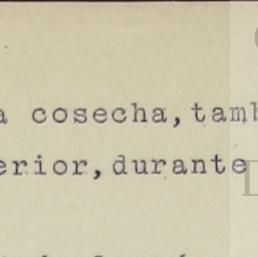 a cosecha, tamb
erior, durante